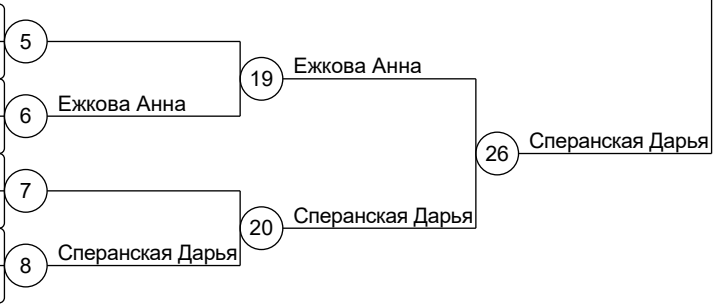 5
19 Ежкова Анна
6 Ежкова Анна
26 Сперанская Дарья
7
20 Сперанская Дарья
8 Сперанская Дарья